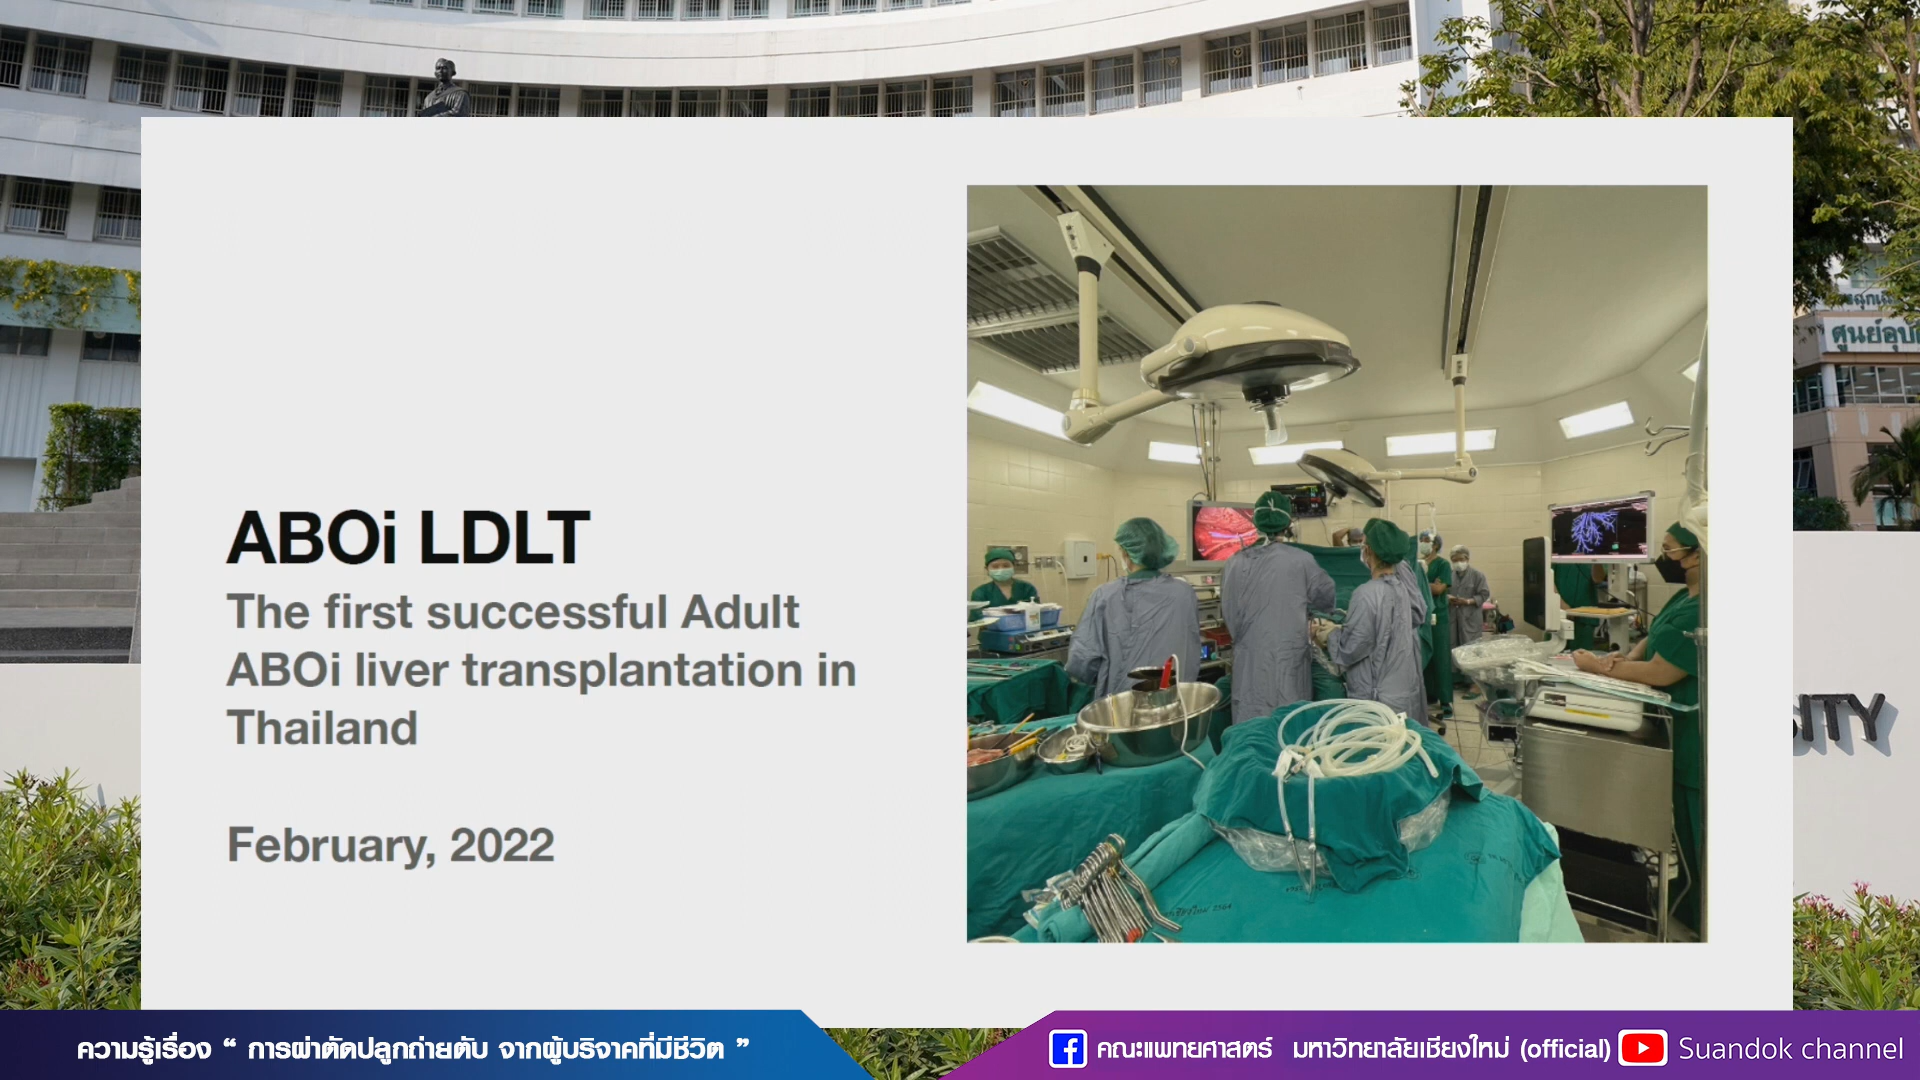 ศูนย์อุบ
ABOi LDLT
The first successful Adult
ABOi liver transplantation in
Thailand
February, 2022
ITY
ความรู้เรื่อง “ การผ่าตัดปลูกถ่ายตับ จากผู้บริจาคที่มีชีวิต ”
คณะแพทยศาสตร์ มหาวิทยาลัยเชียงใหม่ (official)
Suandok channel